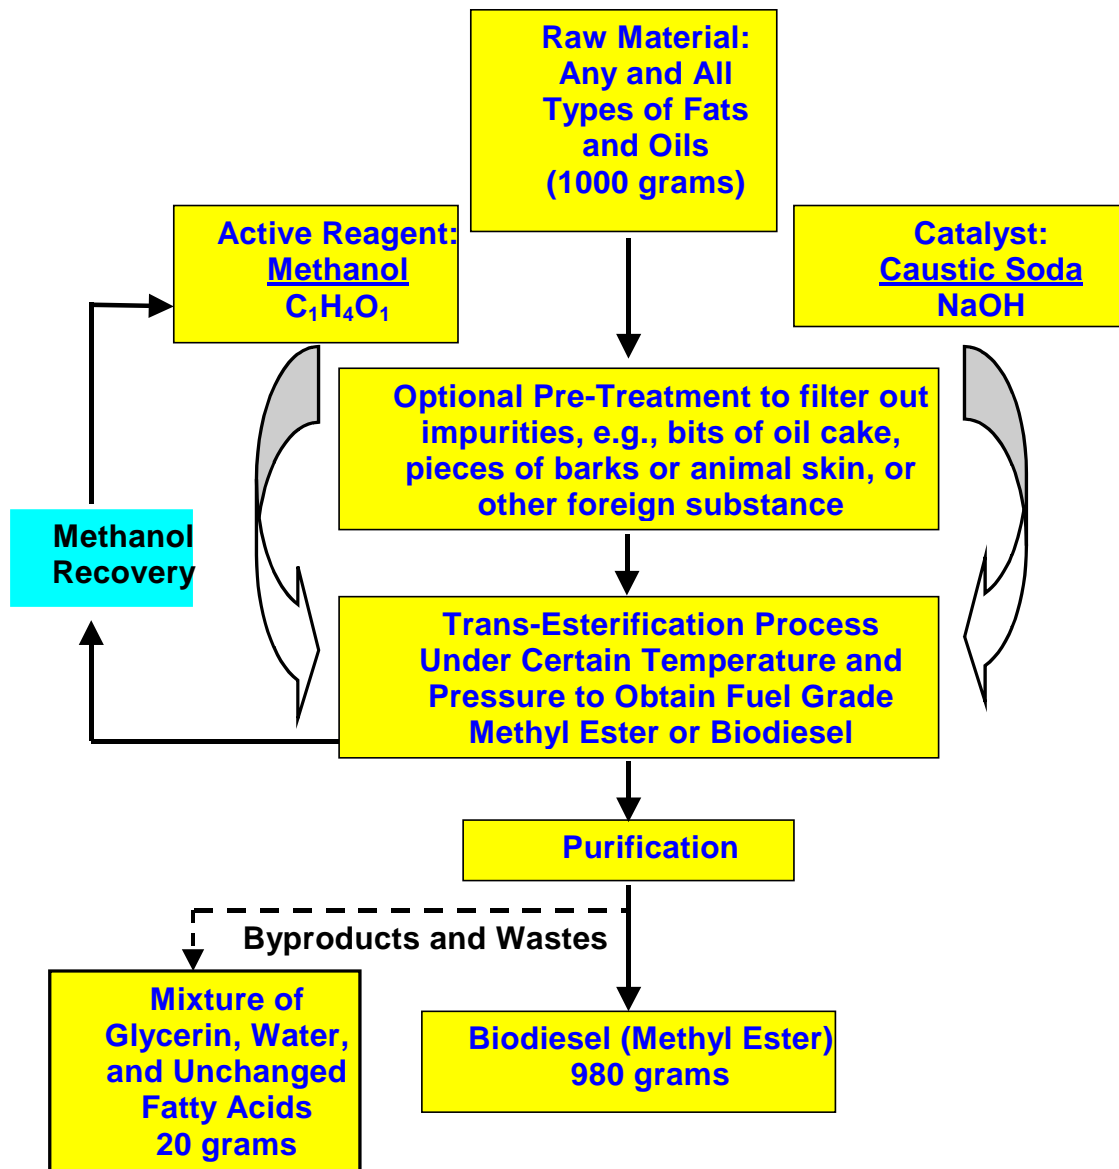 Raw Material:
Any and All
Types of Fats
and Oils
(1000 grams)
Active Reagent:
Methanol
C₁H₄O₁
Catalyst:
Caustic Soda
NaOH
Optional Pre-Treatment to filter out
impurities, e.g., bits of oil cake,
pieces of barks or animal skin, or
other foreign substance
Methanol
Recovery
Trans-Esterification Process
Under Certain Temperature and
Pressure to Obtain Fuel Grade
Methyl Ester or Biodiesel
Purification
Byproducts and Wastes
Mixture of
Glycerin, Water,
and Unchanged
Fatty Acids
20 grams
Biodiesel (Methyl Ester)
980 grams